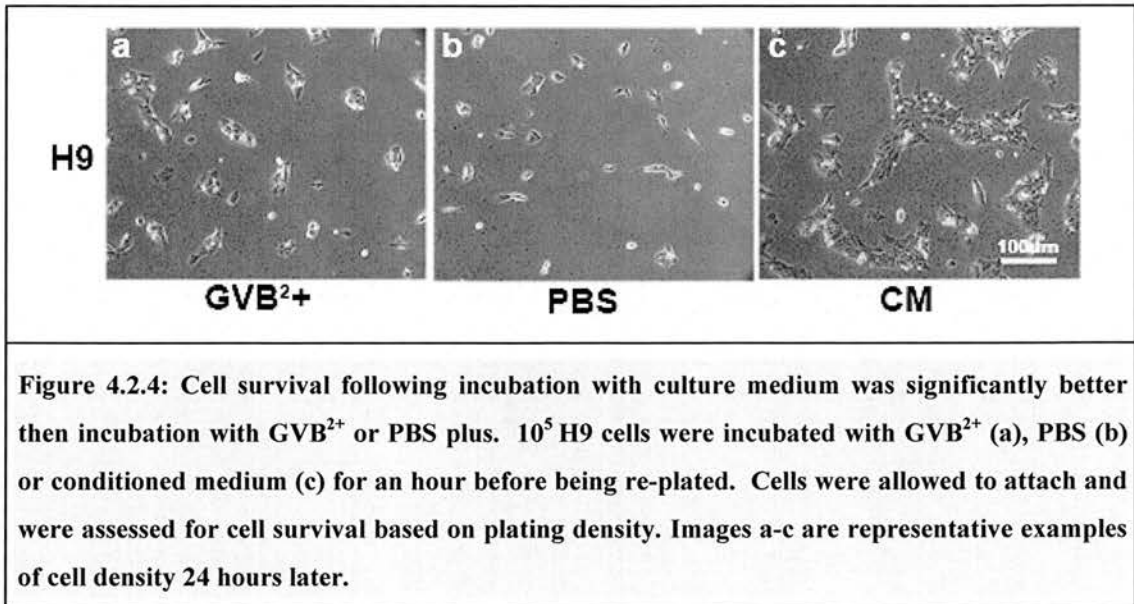 a b c
H9
100µm
GVB²+ PBS CM
Figure 4.2.4: Cell survival following incubation with culture medium was significantly better
then incubation with GVB²⁺ or PBS plus. 10⁵ H9 cells were incubated with GVB²⁺ (a), PBS (b)
or conditioned medium (c) for an hour before being re-plated. Cells were allowed to attach and
were assessed for cell survival based on plating density. Images a-c are representative examples
of cell density 24 hours later.